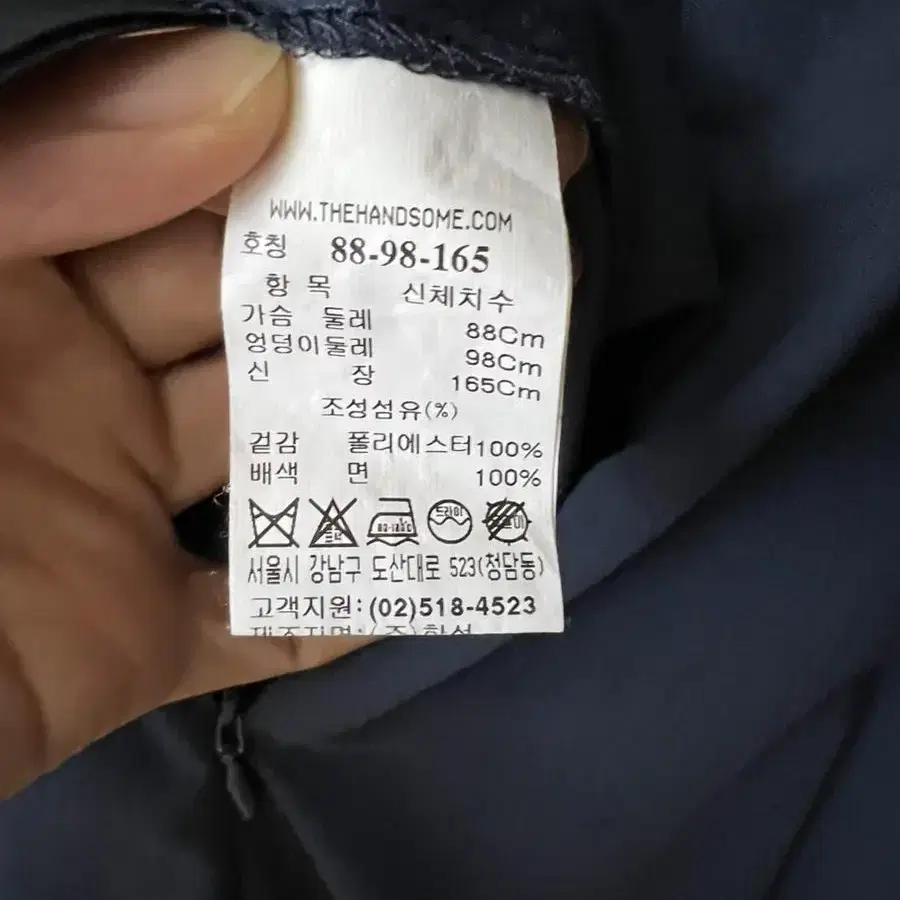 WWW.THEHANDSOME.COM
호칭 88-98-165
항 목 신체치수
가슴 둘레 88Cm
엉덩이둘레 98Cm
신 장 165Cm
조성섬유(%)
겉감 폴리에스터100%
배색 면 100%
드라이
서울시 강남구 도산대로 523(청담동)
고객지원:(02)518-4523